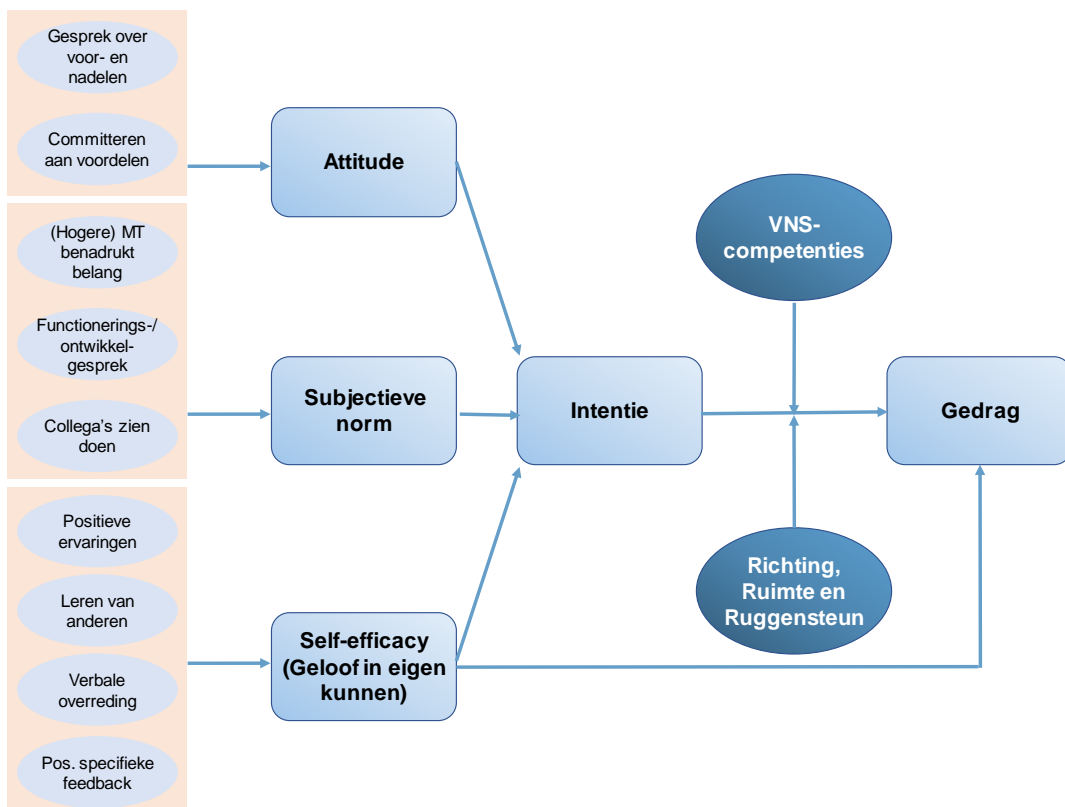 Gesprek over
voor- en
nadelen
Committeren
aan voordelen
(Hogere) MT
benadrukt
belang
Functionerings-/
ontwikkel-
gesprek
Collega's zien
doen
Positieve
ervaringen
Leren van
anderen
Verbale
overreding
Pos. specifieke
feedback
Attitude
Subjectieve
norm
Self-efficacy
(Geloof in eigen
kunnen)
Intentie
VNS-
competenties
Richting,
Ruimte en
Ruggensteun
Gedrag